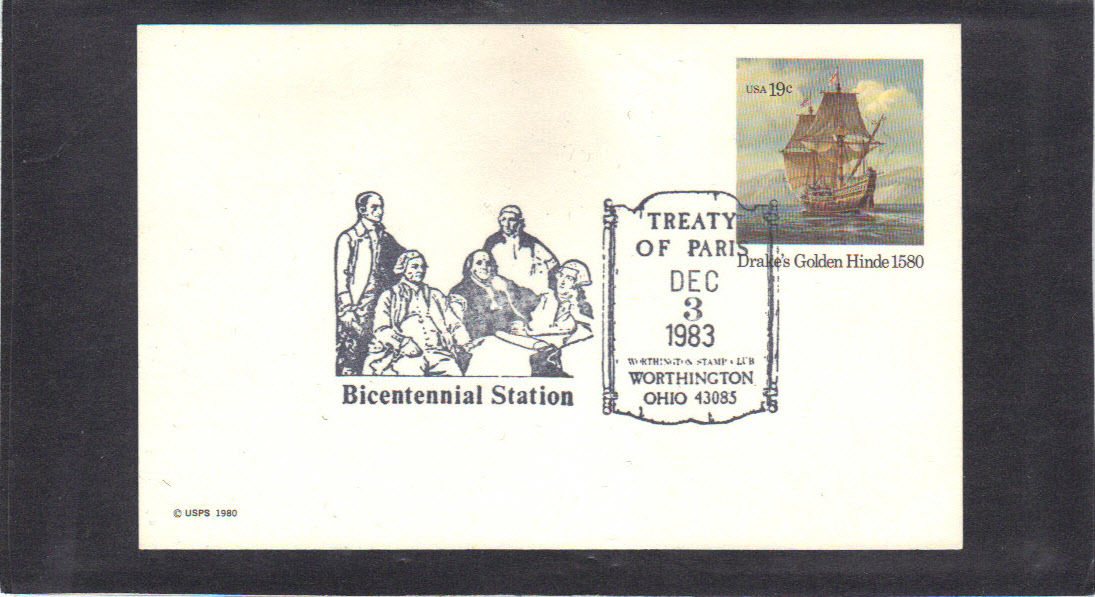 USA 19c
Drake's Golden Hinde 1580
TREATY
OF PARIS
DEC
3
1983
WORTHINGTON STAMP CLUB
WORTHINGTON
OHIO 43085
Bicentennial Station
© USPS 1980